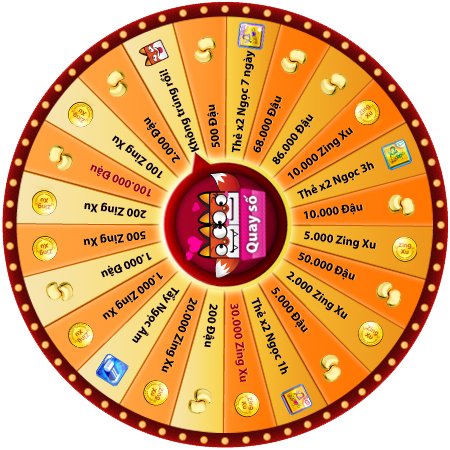 Thẻ x2 Ngọc 7 ngày
68.000 Đậu
86.000 Đậu
10.000 Zing Xu
Thẻ x2 Ngọc 3h
10.000 Đậu
5.000 Zing Xu
50.000 Đậu
2.000 Zing Xu
5.000 Đậu
Thẻ x2 Ngọc 1h
30.000 Zing Xu
200 Đậu
20.000 Zing Xu
Tẩy Ngọc Âm
1.000 Zing Xu
1.000 Đậu
500 Zing Xu
200 Zing Xu
100.000 Đậu
100 Zing Xu
2.000 Đậu
Không trúng rồi!
500 Đậu
Quay số